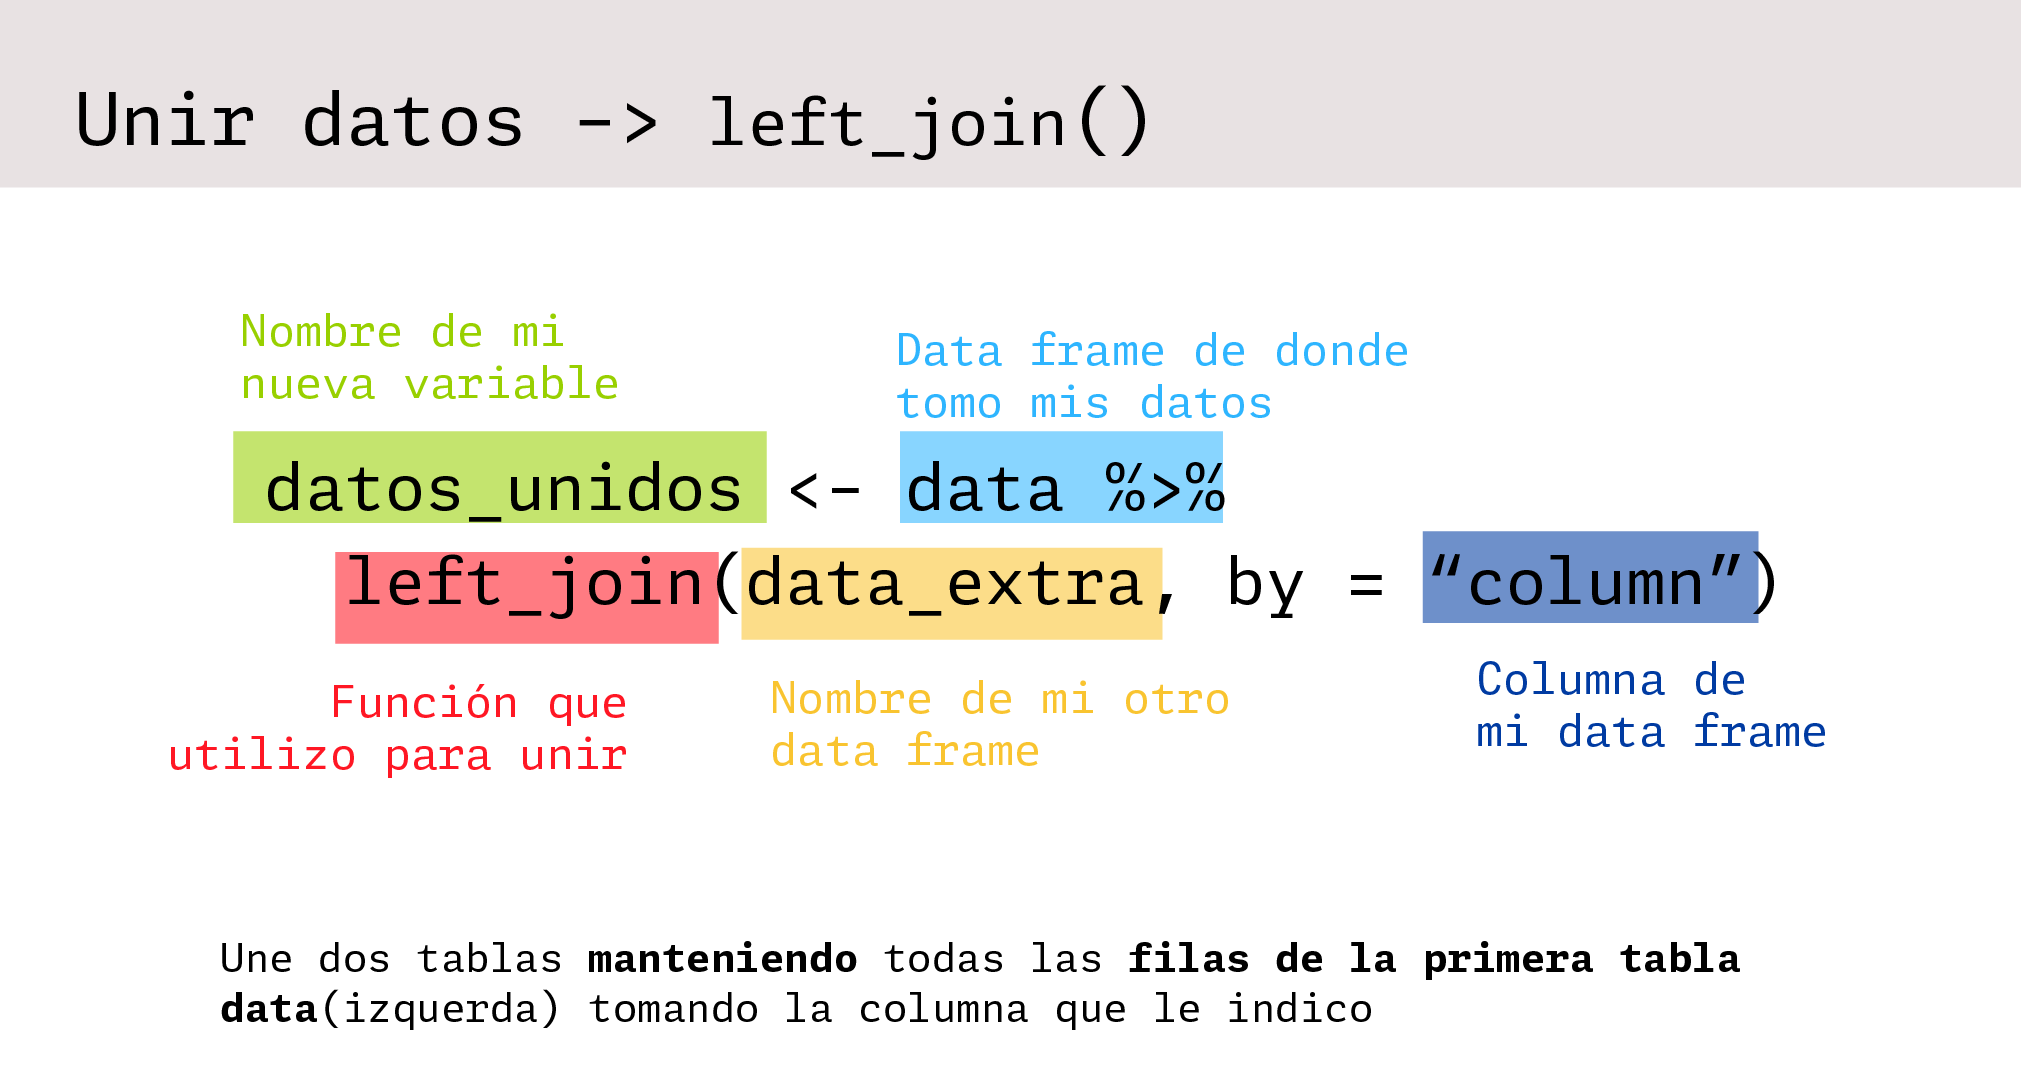 Unir datos -> left_join()
Nombre de mi
nueva variable
Data frame de donde
tomo mis datos
datos_unidos <- data %>%
left_join(data_extra, by = “column”)
Función que
utilizo para unir
Nombre de mi otro
data frame
Columna de
mi data frame
Une dos tablas manteniendo todas las filas de la primera tabla
data(izquerda) tomando la columna que le indico